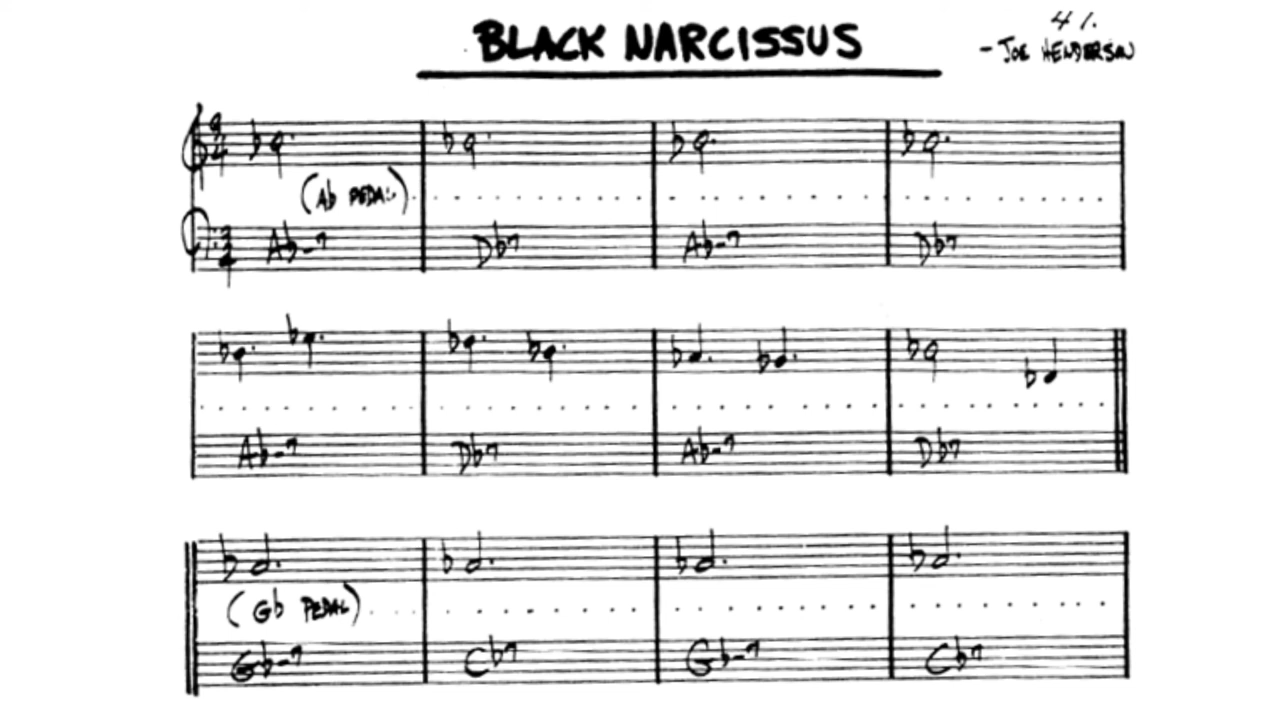 BLACK NARCISSUS
41.
- JOE HENDERSON
(Ab PEDAL)
Ab-7 Db7 Ab-7 Db7
Ab-7 Db7 Ab-7 Db7
(Gb PEDAL)
Gb-7 Cb7 Gb-7 Cb7